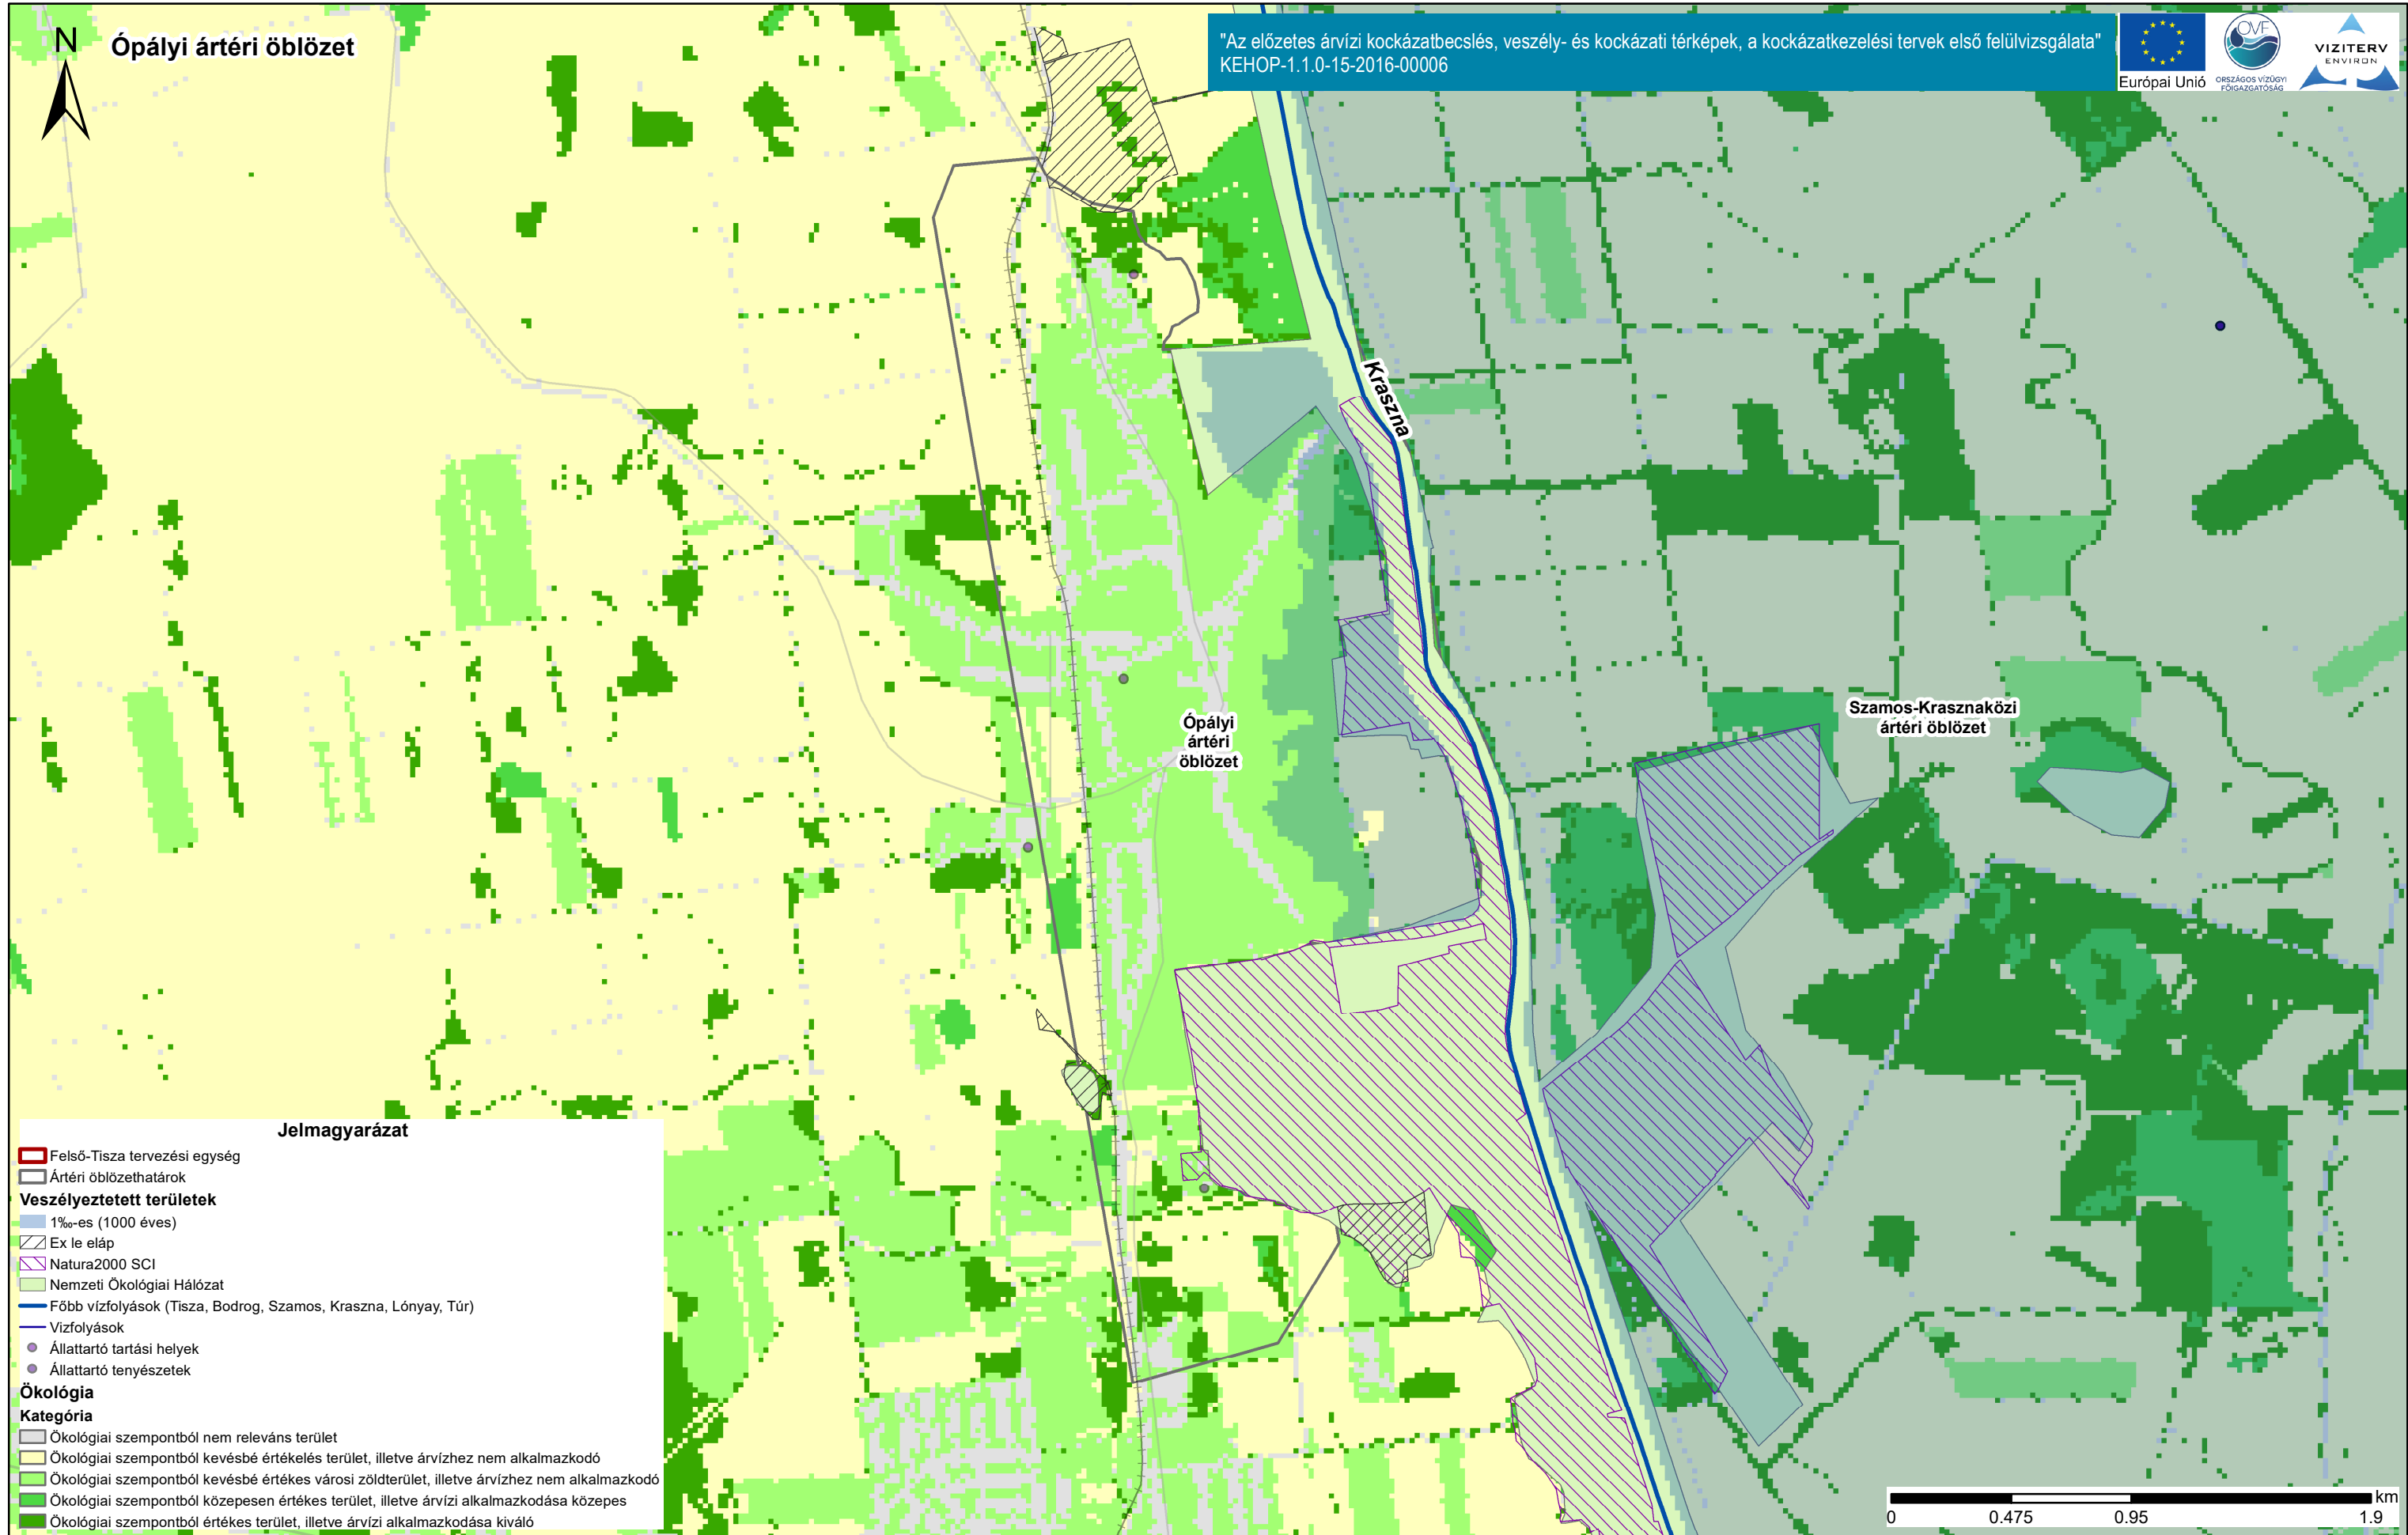 N
Ópályi ártéri öblözet
"Az előzetes árvízi kockázatbecslés, veszély- és kockázati térképek, a kockázatkezelési tervek első felülvizsgálata"
KEHOP-1.1.0-15-2016-00006
Európai Unió
OVF
ORSZÁGOS VÍZÜGYI
FŐIGAZGATÓSÁG
VIZITERV
ENVIRON
Kraszna
Ópályi
ártéri
öblözet
Szamos-Krasznaközi
ártéri öblözet
Jelmagyarázat
Felső-Tisza tervezési egység
Ártéri öblözethatárok
Veszélyeztetett területek
1‰-es (1000 éves)
Ex le eláp
Natura2000 SCI
Nemzeti Ökológiai Hálózat
Főbb vízfolyások (Tisza, Bodrog, Szamos, Kraszna, Lónyay, Túr)
Vizfolyások
Állattartó tartási helyek
Állattartó tenyészetek
Ökológia
Kategória
Ökológiai szempontból nem releváns terület
Ökológiai szempontból kevésbé értékelés terület, illetve árvízhez nem alkalmazkodó
Ökológiai szempontból kevésbé értékes városi zöldterület, illetve árvízhez nem alkalmazkodó
Ökológiai szempontból közepesen értékes terület, illetve árvízi alkalmazkodása közepes
Ökológiai szempontból értékes terület, illetve árvízi alkalmazkodása kiváló
km
0 0.475 0.95 1.9